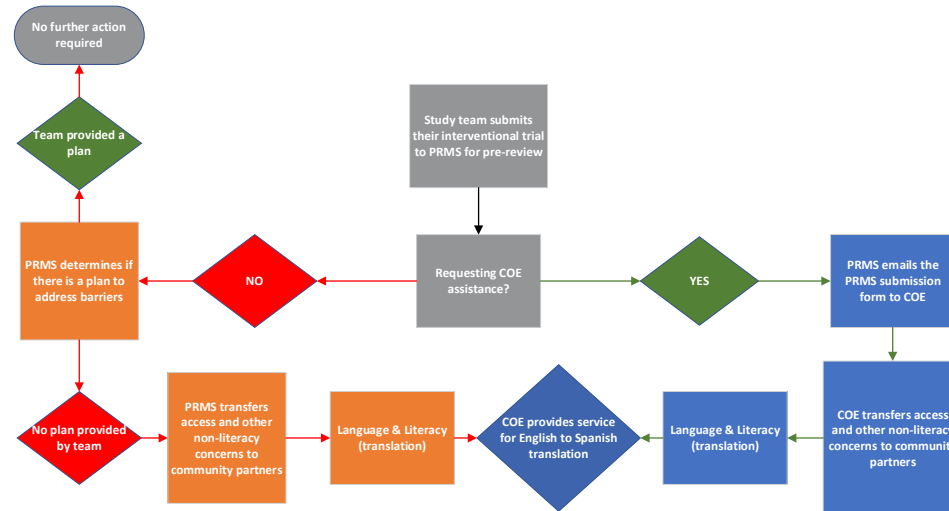 No further action
required
Team provided a
plan
Study team submits
their interventional trial
to PRMS for pre-review
PRMS determines if
there is a plan to
address barriers
NO
Requesting COE
assistance?
YES
PRMS emails the
PRMS submission
form to COE
No plan provided
by team
PRMS transfers
access and other
non-literacy
concerns to
community partners
Language & Literacy
(translation)
COE provides service
for English to Spanish
translation
Language & Literacy
(translation)
COE transfers access
and other non-literacy
concerns to community
partners